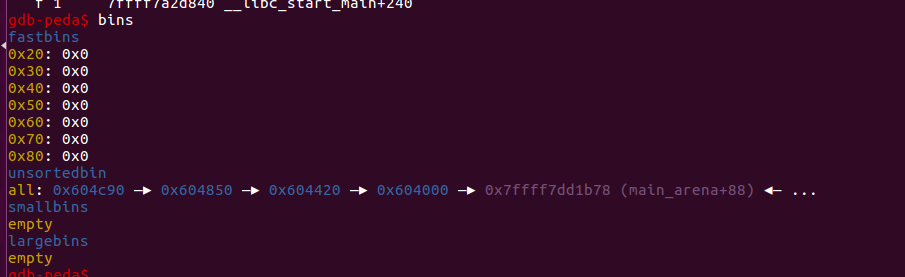 f 1     7ffff7a2d840 __libc_start_main+240
gdb-peda$ bins
fastbins
0x20: 0x0
0x30: 0x0
0x40: 0x0
0x50: 0x0
0x60: 0x0
0x70: 0x0
0x80: 0x0
unsortedbin
all: 0x604c90 —▸ 0x604850 —▸ 0x604420 —▸ 0x604000 —▸ 0x7ffff7dd1b78 (main_arena+88) ◂— ...
smallbins
empty
largebins
empty
gdb-peda$